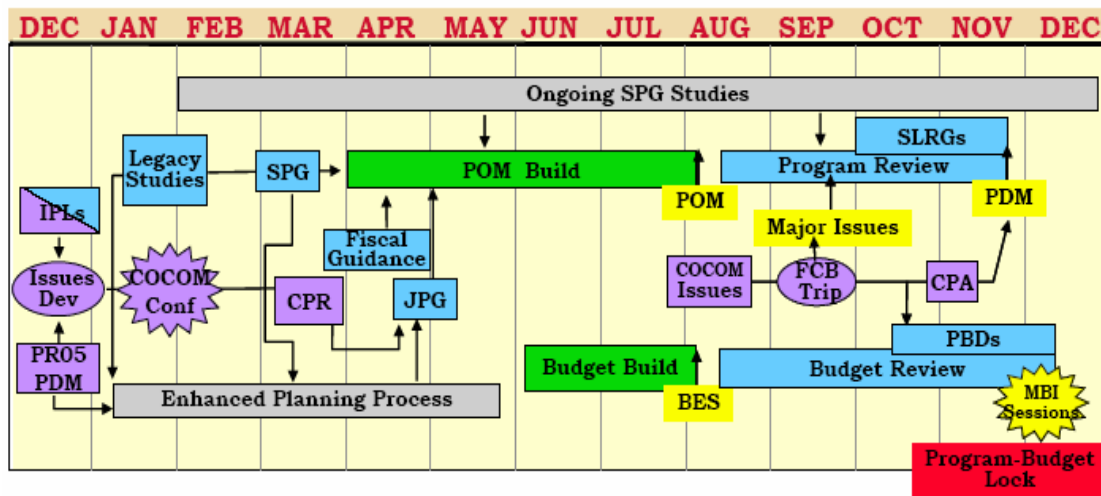 DEC JAN FEB MAR APR MAY JUN JUL AUG SEP OCT NOV DEC
Ongoing SPG Studies
SLRGs
Legacy
Studies
SPG
POM Build
Program Review
IPLs
POM
PDM
Major Issues
Fiscal
Guidance
Issues
Dev
COCOM
Conf
CPR
JPG
COCOM
Issues
FCB
Trip
CPA
PR05
PDM
PBDs
Budget Build
Budget Review
Enhanced Planning Process
BES
MBI
Sessions
Program-Budget
Lock